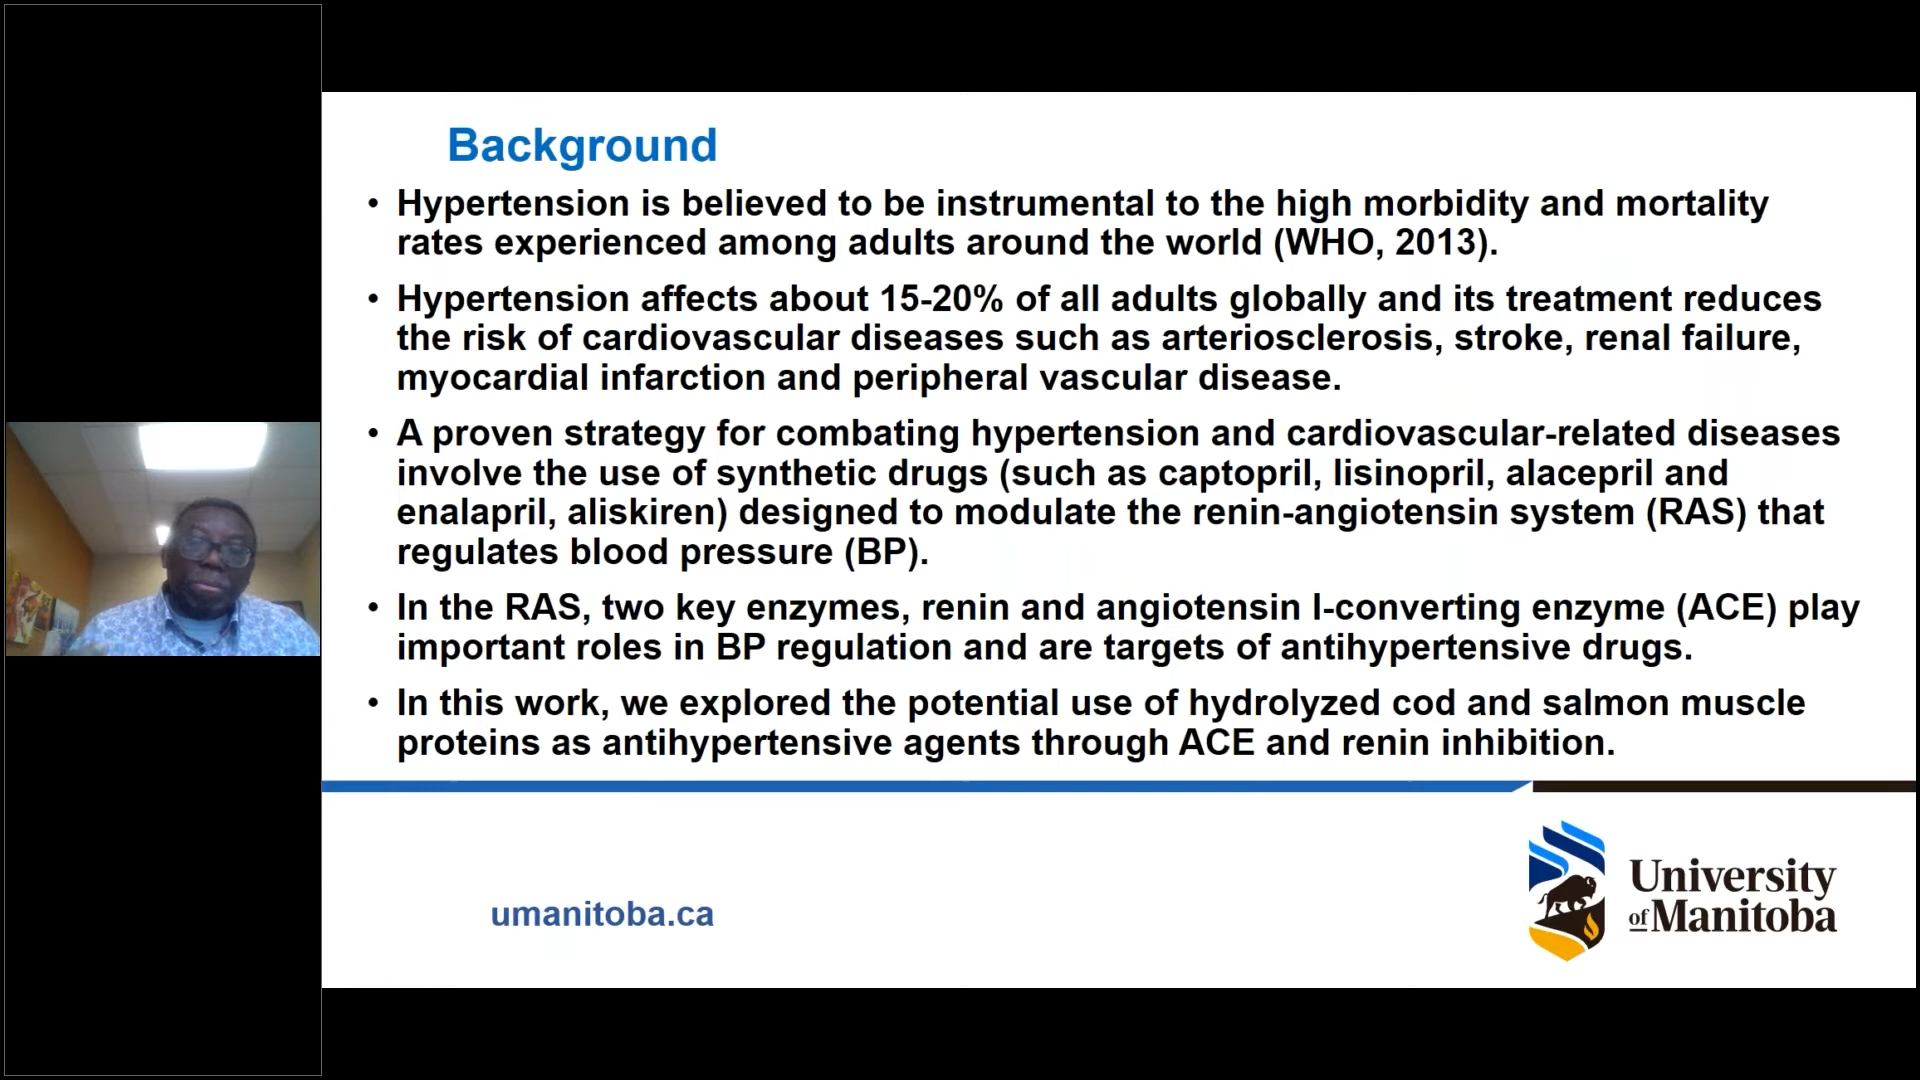 Background
• Hypertension is believed to be instrumental to the high morbidity and mortality
rates experienced among adults around the world (WHO, 2013).
• Hypertension affects about 15-20% of all adults globally and its treatment reduces
the risk of cardiovascular diseases such as arteriosclerosis, stroke, renal failure,
myocardial infarction and peripheral vascular disease.
• A proven strategy for combating hypertension and cardiovascular-related diseases
involve the use of synthetic drugs (such as captopril, lisinopril, alacepril and
enalapril, aliskiren) designed to modulate the renin-angiotensin system (RAS) that
regulates blood pressure (BP).
• In the RAS, two key enzymes, renin and angiotensin I-converting enzyme (ACE) play
important roles in BP regulation and are targets of antihypertensive drugs.
• In this work, we explored the potential use of hydrolyzed cod and salmon muscle
proteins as antihypertensive agents through ACE and renin inhibition.
umanitoba.ca
University
of Manitoba